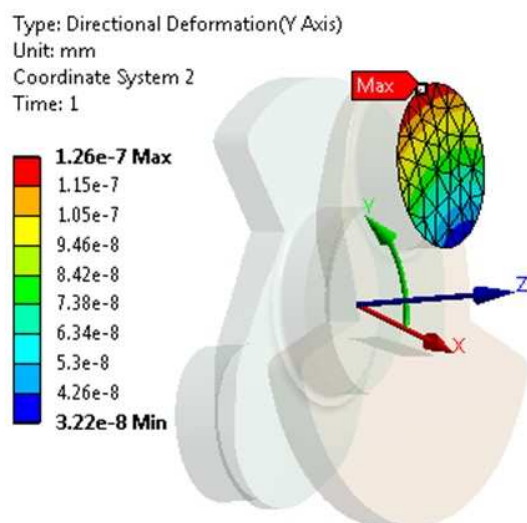 Type: Directional Deformation(Y Axis)
Unit: mm
Coordinate System 2
Time: 1
Max
1.26e-7 Max
1.15e-7
1.05e-7
9.46e-8
8.42e-8
7.38e-8
6.34e-8
5.3e-8
4.26e-8
3.22e-8 Min
Y
Z
X